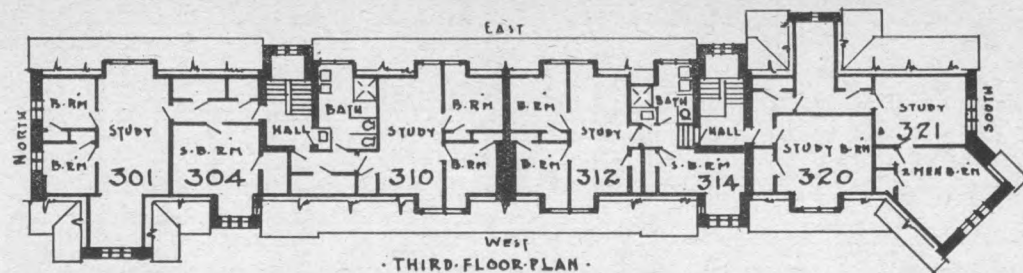 EAST
NORTH
B.RM
B.RM
STUDY
301
S.B.RM
304
HALL
BATH
STUDY
310
B.RM
B.RM
B.RM
B.RM
STUDY
312
BATH
HALL
S.B.RM
314
STUDY B.RM
320
STUDY
321
2 MEN B.RM
SOUTH
WEST
· THIRD · FLOOR · PLAN ·